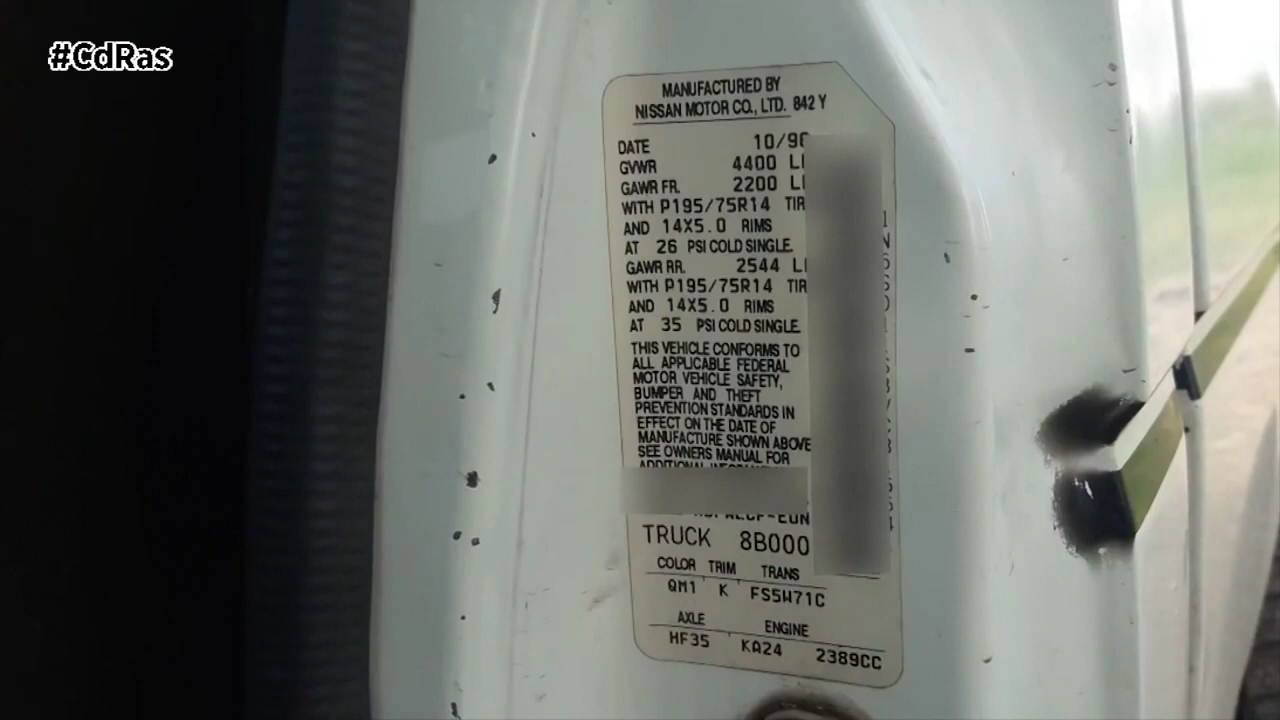 #CdRas
MANUFACTURED BY
NISSAN MOTOR CO., LTD. 842 Y
DATE 10/96
GVWR 4400
GAWR FR. 2200
WITH P195/75R14
AND 14X5.0 RIMS
AT 26 PSI COLD SINGLE.
GAWR RR. 2544
WITH P195/75R14
AND 14X5.0 RIMS
AT 35 PSI COLD SINGLE.
THIS VEHICLE CONFORMS TO
ALL APPLICABLE FEDERAL
MOTOR VEHICLE SAFETY,
BUMPER AND THEFT
PREVENTION STANDARDS IN
EFFECT ON THE DATE OF
MANUFACTURE SHOWN ABOVE
SEE OWNERS MANUAL FOR
TRUCK 8B000
COLOR TRIM TRANS
QM1 K FS5W71C
AXLE ENGINE
HF35 KA24 2389CC